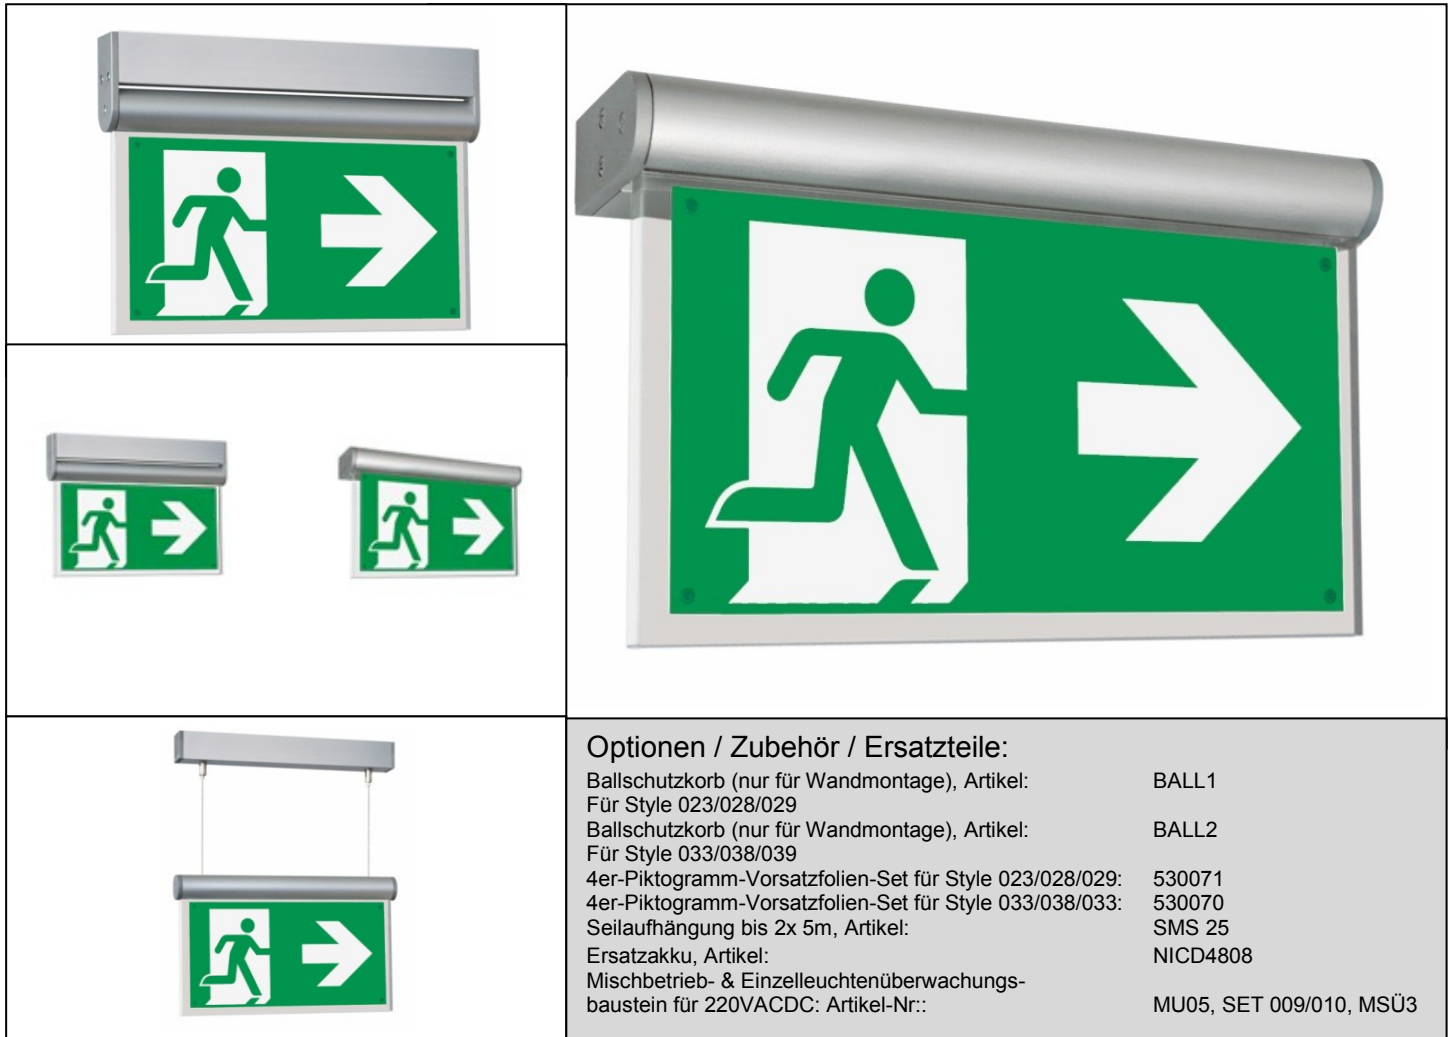 Optionen / Zubehör / Ersatzteile:
Ballschutzkorb (nur für Wandmontage), Artikel: BALL1
Für Style 023/028/029
Ballschutzkorb (nur für Wandmontage), Artikel: BALL2
Für Style 033/038/039
4er-Piktogramm-Vorsatzfolien-Set für Style 023/028/029: 530071
4er-Piktogramm-Vorsatzfolien-Set für Style 033/038/033: 530070
Seilaufhängung bis 2x 5m, Artikel: SMS 25
Ersatzakku, Artikel: NICD4808
Mischbetrieb- & Einzelleuchtenüberwachungs-
baustein für 220VACDC: Artikel-Nr:: MU05, SET 009/010, MSÜ3